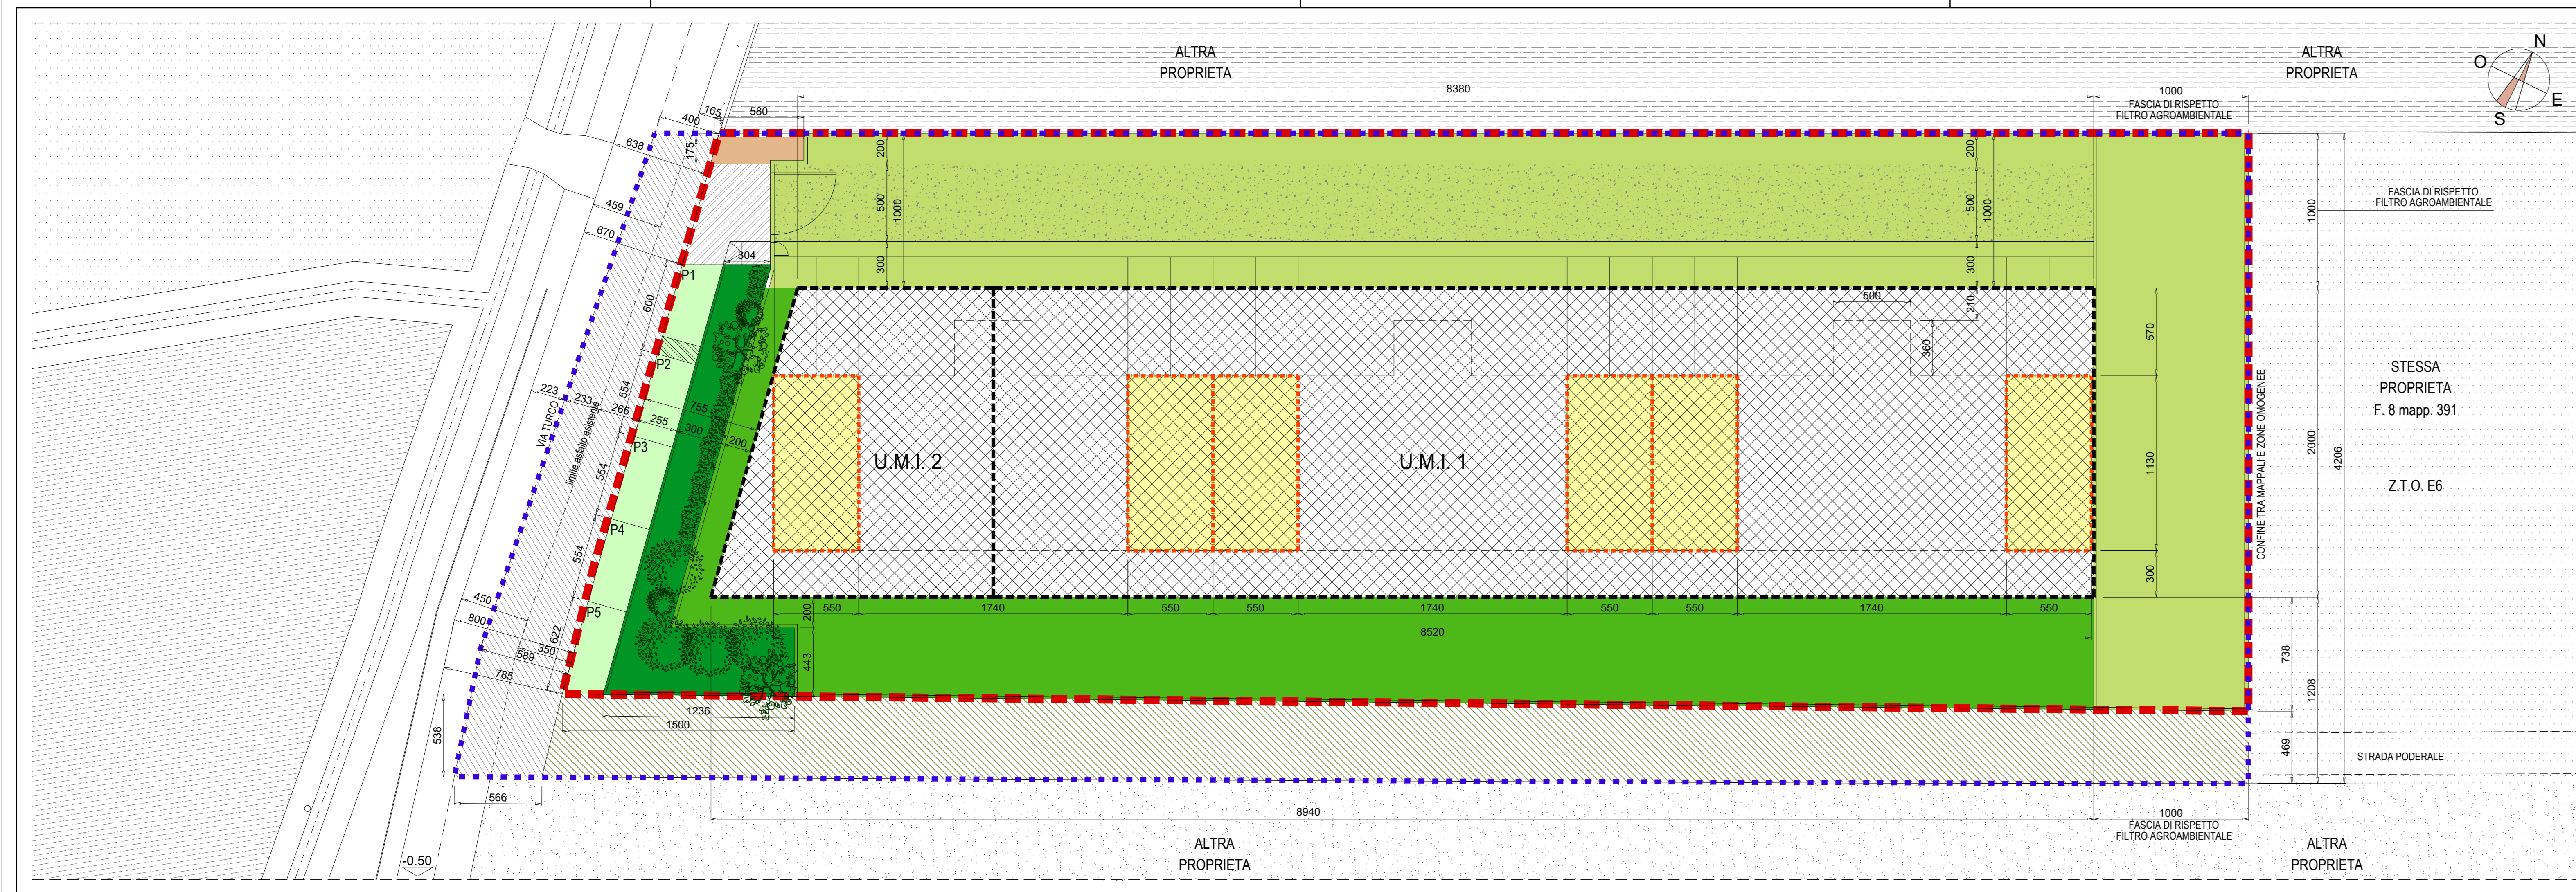 ALTRA
PROPRIETA
ALTRA
PROPRIETA
N
O
E
S
8380
1000
FASCIA DI RISPETTO
FILTRO AGROAMBIENTALE
165
580
400
638
175
200
200
459
500
1000
500
1000
1000
FASCIA DI RISPETTO
FILTRO AGROAMBIENTALE
670
304
300
300
P1
600
210
500
570
360
P2
554
STESSA
PROPRIETA
F. 8 mapp. 391
223
233
266
255
755
300
200
VIA TURCO
limite asfalto esistente
P3
U.M.I. 2
U.M.I. 1
1130
2000
4206
CONFINE TRA MAPPALI E ZONE OMOGENEE
554
Z.T.O. E6
P4
554
300
450
800
P5
622
350
589
785
200
550
1740
550
550
1740
550
550
1740
550
8520
443
738
1208
1236
1500
538
469
STRADA PODERALE
566
8940
1000
FASCIA DI RISPETTO
FILTRO AGROAMBIENTALE
-0.50
ALTRA
PROPRIETA
ALTRA
PROPRIETA